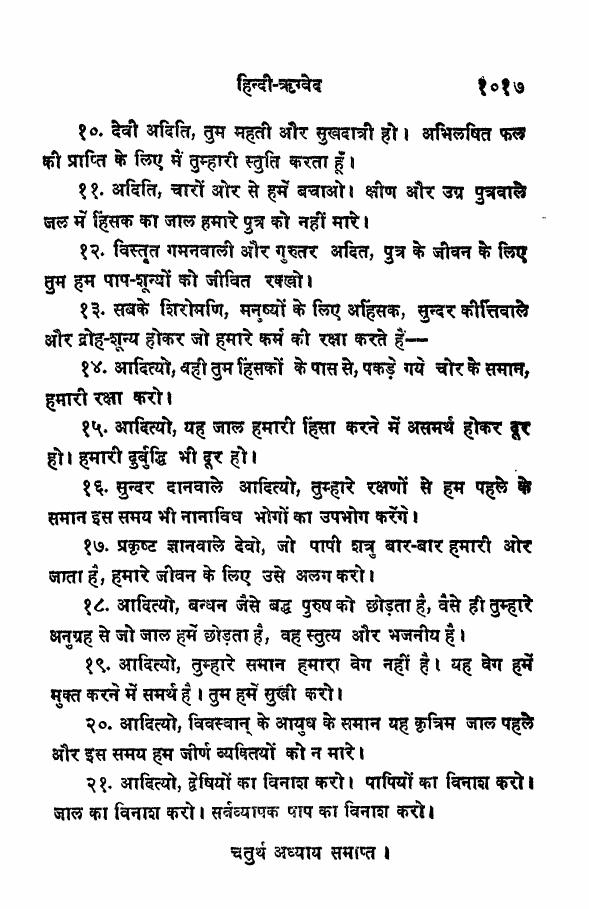 हिन्दी-ऋग्वेद १०१७
१०. देवी अदिति, तुम महती और सुखदात्री हो। अभिलषित फल
की प्राप्ति के लिए मैं तुम्हारी स्तुति करता हूँ।
११. अदिति, चारों ओर से हमें बचाओ। क्षीण और उग्र पुत्रवाले
जल में हिंसक का जाल हमारे पुत्र को नहीं मारे।
१२. विस्तृत गमनवाली और गुरुतर अदित, पुत्र के जीवन के लिए
तुम हम पाप-शून्यों को जीवित रक्खो।
१३. सबके शिरोमणि, मनुष्यों के लिए अहिंसक, सुन्दर कीर्त्तिवाले
और द्रोह-शून्य होकर जो हमारे कर्म की रक्षा करते हैं--
१४. आदित्यो, वही तुम हिंसकों के पास से, पकड़े गये चोर के समान,
हमारी रक्षा करो।
१५. आदित्यो, यह जाल हमारी हिंसा करने में असमर्थ होकर दूर
हो। हमारी दुर्बुद्धि भी दूर हो।
१६. सुन्दर दानवाले आदित्यो, तुम्हारे रक्षणों से हम पहले के
समान इस समय भी नानाविध भोगों का उपभोग करेंगे।
१७. प्रकृष्ट ज्ञानवाले देवो, जो पापी शत्रु बार-बार हमारी ओर
जाता है, हमारे जीवन के लिए उसे अलग करो।
१८. आदित्यो, बन्धन जैसे बद्ध पुरुष को छोड़ता है, वैसे ही तुम्हारे
अनुग्रह से जो जाल हमें छोड़ता है, वह स्तुत्य और भजनीय है।
१९. आदित्यो, तुम्हारे समान हमारा वेग नहीं है। यह वेग हमें
मुक्त करने में समर्थ है। तुम हमें सुखी करो।
२०. आदित्यो, विवस्वान् के आयुध के समान यह कृत्रिम जाल पहले
और इस समय हम जीर्ण व्यक्तियों को न मारे।
२१. आदित्यो, द्वेषियों का विनाश करो। पापियों का विनाश करो।
जाल का विनाश करो। सर्वव्यापक पाप का विनाश करो।
चतुर्थ अध्याय समाप्त।